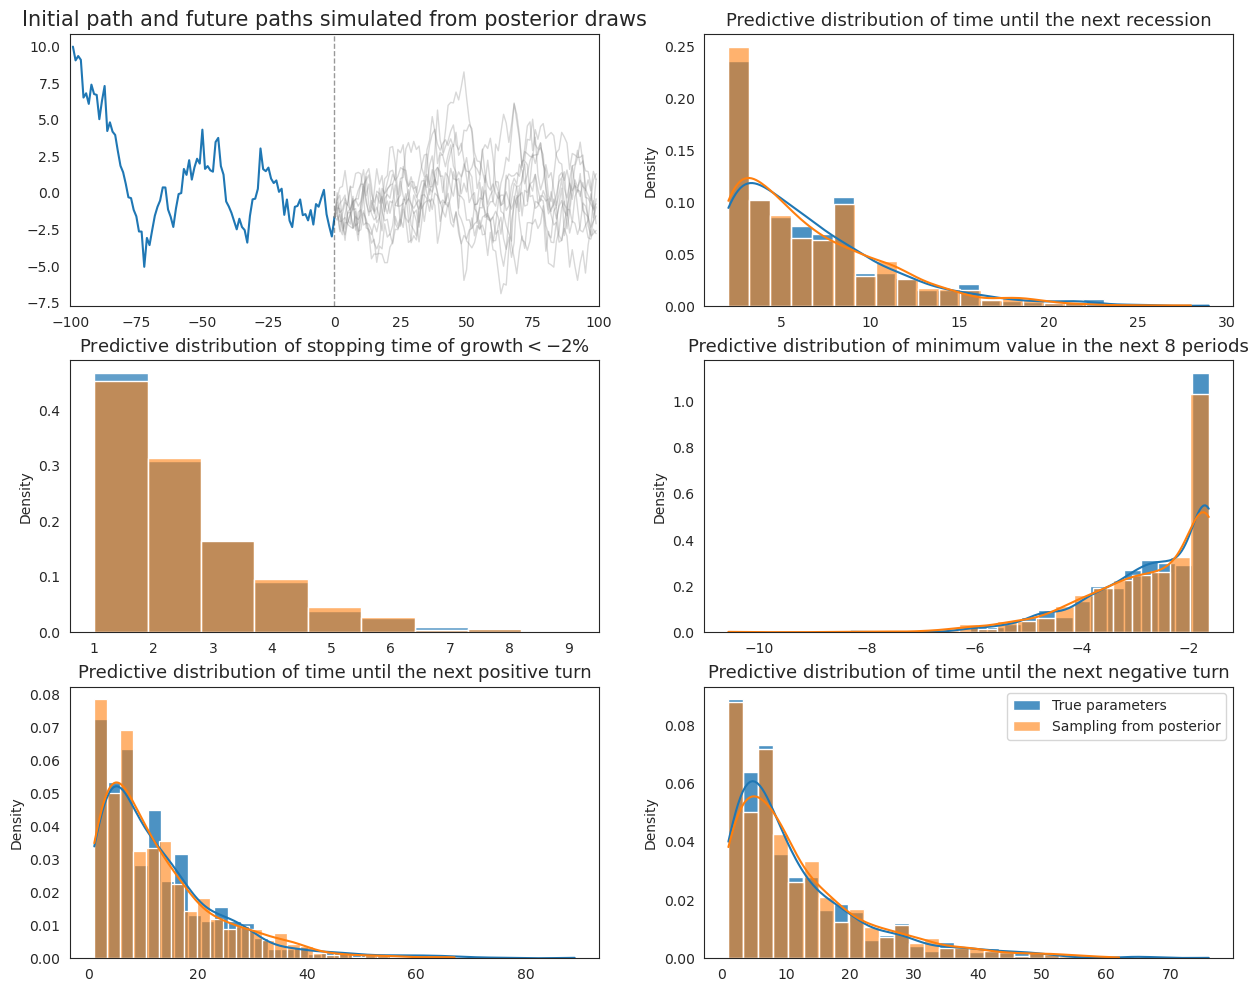 Initial path and future paths simulated from posterior draws
10.0
7.5
5.0
2.5
0.0
−2.5
−5.0
−7.5
−100 −75 −50 −25 0 25 50 75 100
Predictive distribution of time until the next recession
Density
0.25
0.20
0.15
0.10
0.05
0.00
5 10 15 20 25 30
Predictive distribution of stopping time of growth < −2%
Density
0.4
0.3
0.2
0.1
0.0
1 2 3 4 5 6 7 8 9
Predictive distribution of minimum value in the next 8 periods
Density
1.0
0.8
0.6
0.4
0.2
0.0
−10 −8 −6 −4 −2
Predictive distribution of time until the next positive turn
Density
0.08
0.07
0.06
0.05
0.04
0.03
0.02
0.01
0.00
0 20 40 60 80
Predictive distribution of time until the next negative turn
True parameters
Sampling from posterior
Density
0.08
0.06
0.04
0.02
0.00
0 10 20 30 40 50 60 70